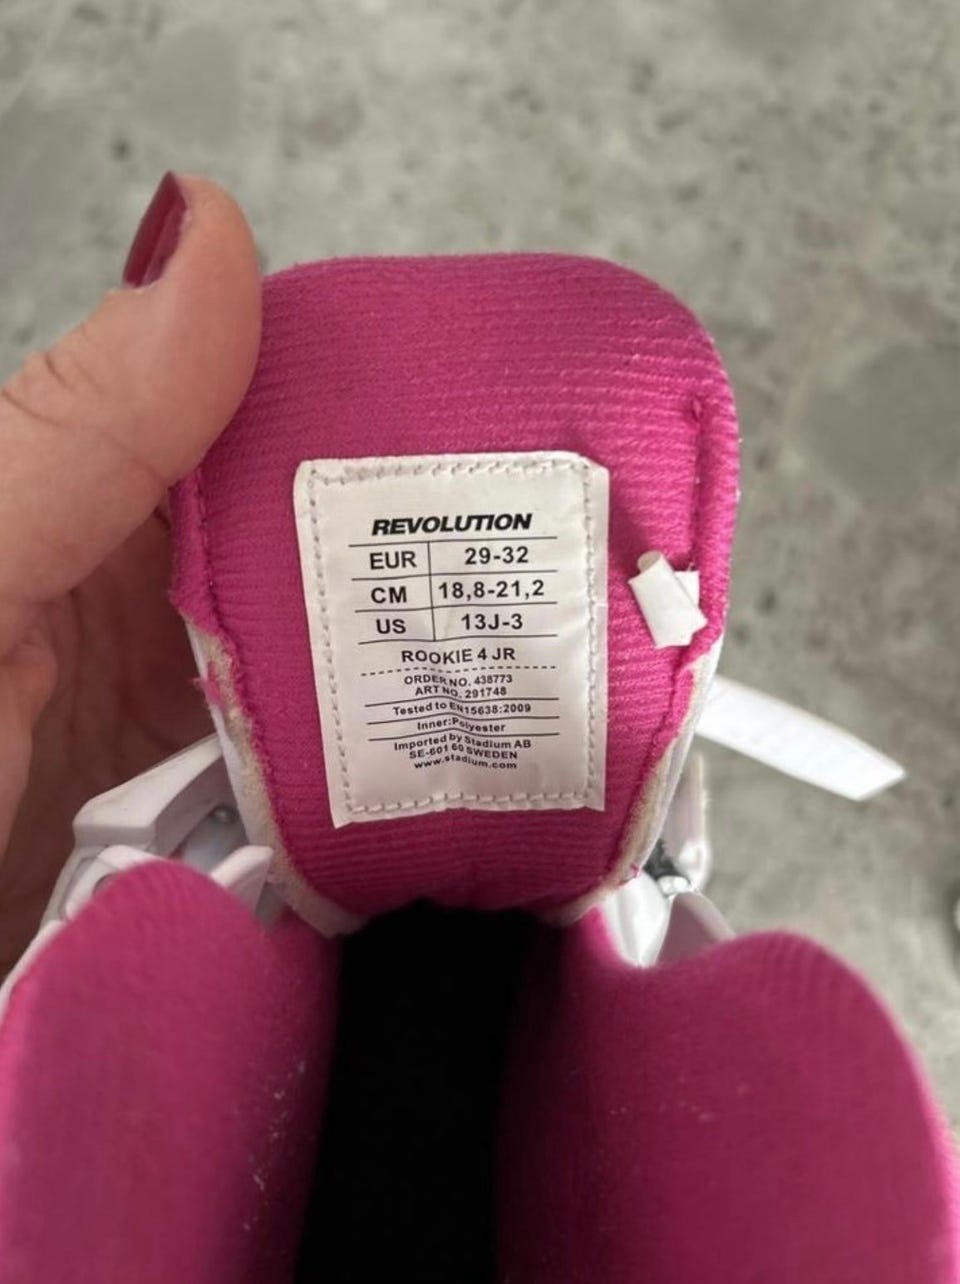 REVOLUTION
EUR 29-32
CM 18,8-21,2
US 13J-3
ROOKIE 4 JR
ORDER NO. 438773
ART NO. 291748
Tested to EN15638:2009
Inner:Polyester
Imported by Stadium AB
SE-601 60 SWEDEN
www.stadium.com